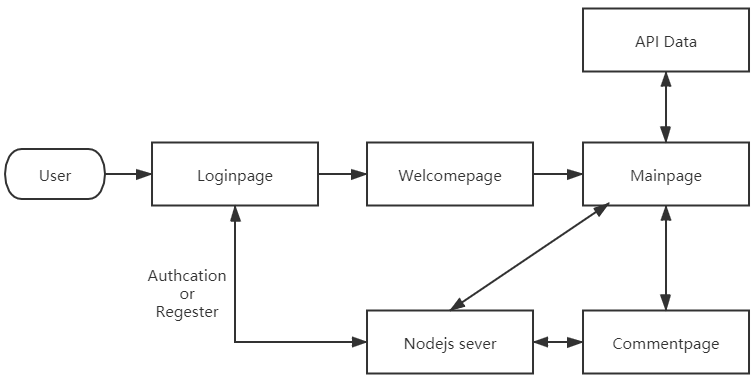 API Data
User
Loginpage
Welcomepage
Mainpage
Authcation
or
Regester
Nodejs sever
Commentpage